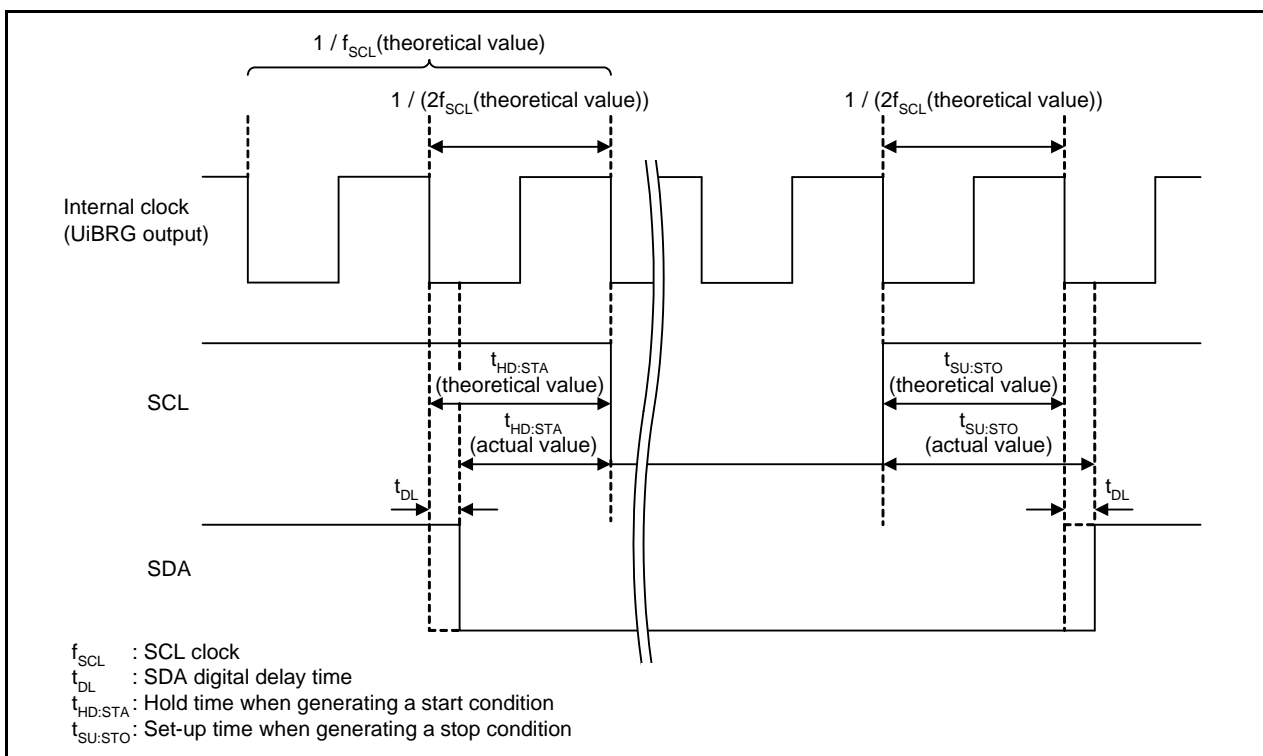 1 / fSCL(theoretical value)
1 / (2fSCL(theoretical value))
1 / (2fSCL(theoretical value))
Internal clock
(UiBRG output)
SCL
tHD:STA
(theoretical value)
tHD:STA
(actual value)
tSU:STO
(theoretical value)
tSU:STO
(actual value)
tDL
tDL
SDA
fSCL : SCL clock
tDL : SDA digital delay time
tHD:STA : Hold time when generating a start condition
tSU:STO : Set-up time when generating a stop condition